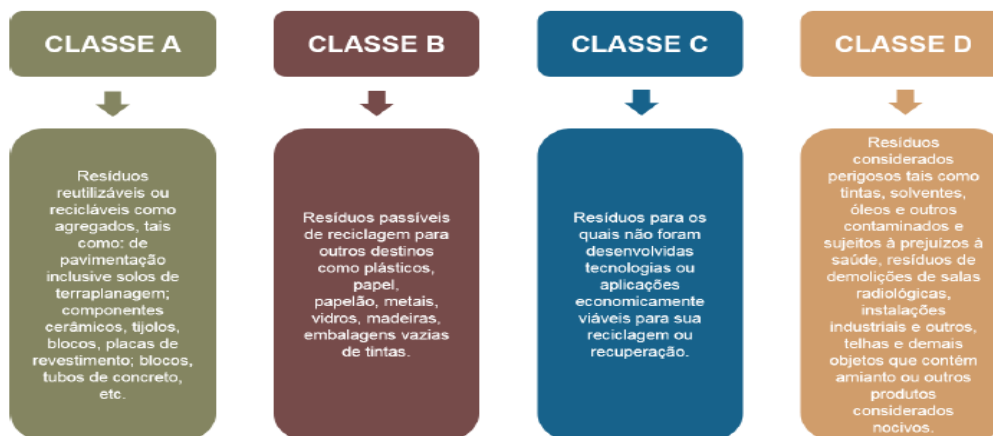 CLASSE A
Resíduos
reutilizáveis ou
recicláveis como
agregados, tais
como: de
pavimentação
inclusive solos de
terraplanagem;
componentes
cerâmicos, tijolos,
blocos, placas de
revestimento; blocos,
tubos de concreto,
etc.
CLASSE B
Resíduos passíveis
de reciclagem para
outros destinos
como plásticos,
papel,
papelão, metais,
vidros, madeiras,
embalagens vazias
de tintas.
CLASSE C
Resíduos para os
quais não foram
desenvolvidas
tecnologias ou
aplicações
economicamente
viáveis para sua
reciclagem ou
recuperação.
CLASSE D
Resíduos
considerados
perigosos tais como
tintas, solventes,
óleos e outros
contaminados e
sujeitos à prejuízos à
saúde, resíduos de
demolições de salas
radiológicas,
instalações
industriais e outros,
telhas e demais
objetos que contém
amianto ou outros
produtos
considerados
nocivos.